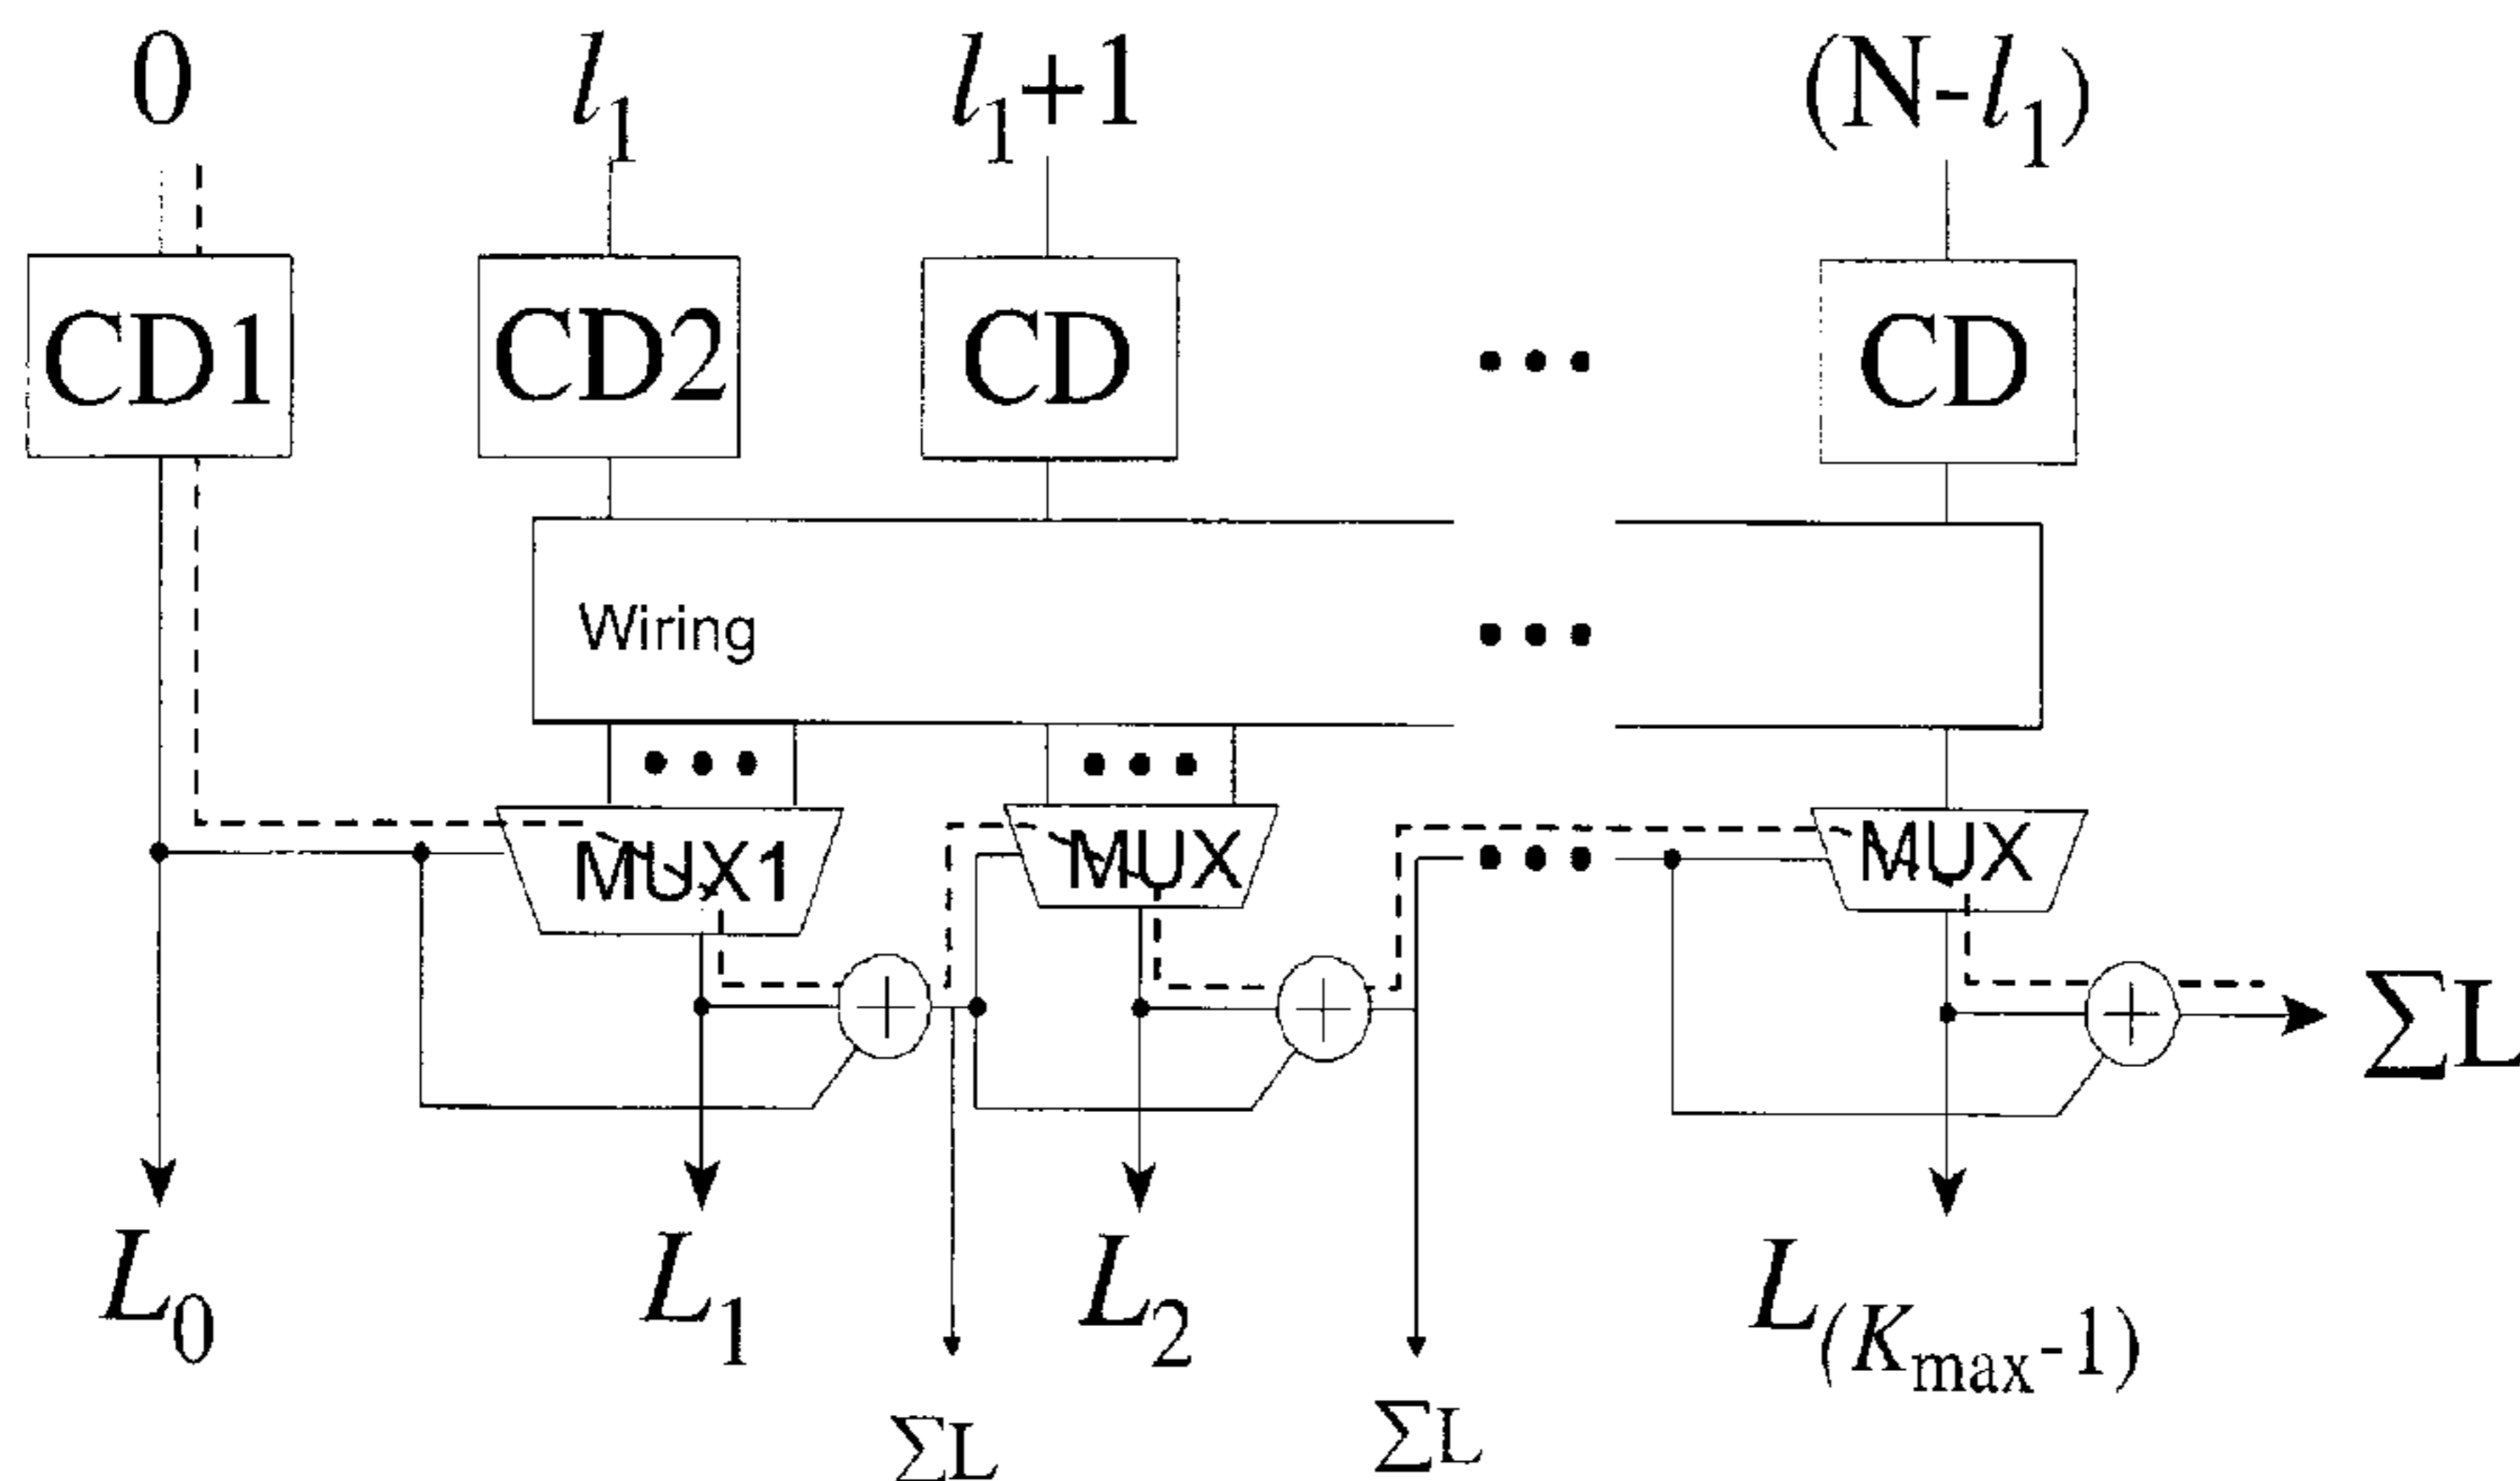 0 l₁ l₁+1 (N-l₁)
CD1 CD2 CD ••• CD
Wiring •••
••• •••
MUX1 MUX ••• MUX
+ + + ΣL
L₀ L₁ L₂ L₍Kmax-1₎
ΣL ΣL